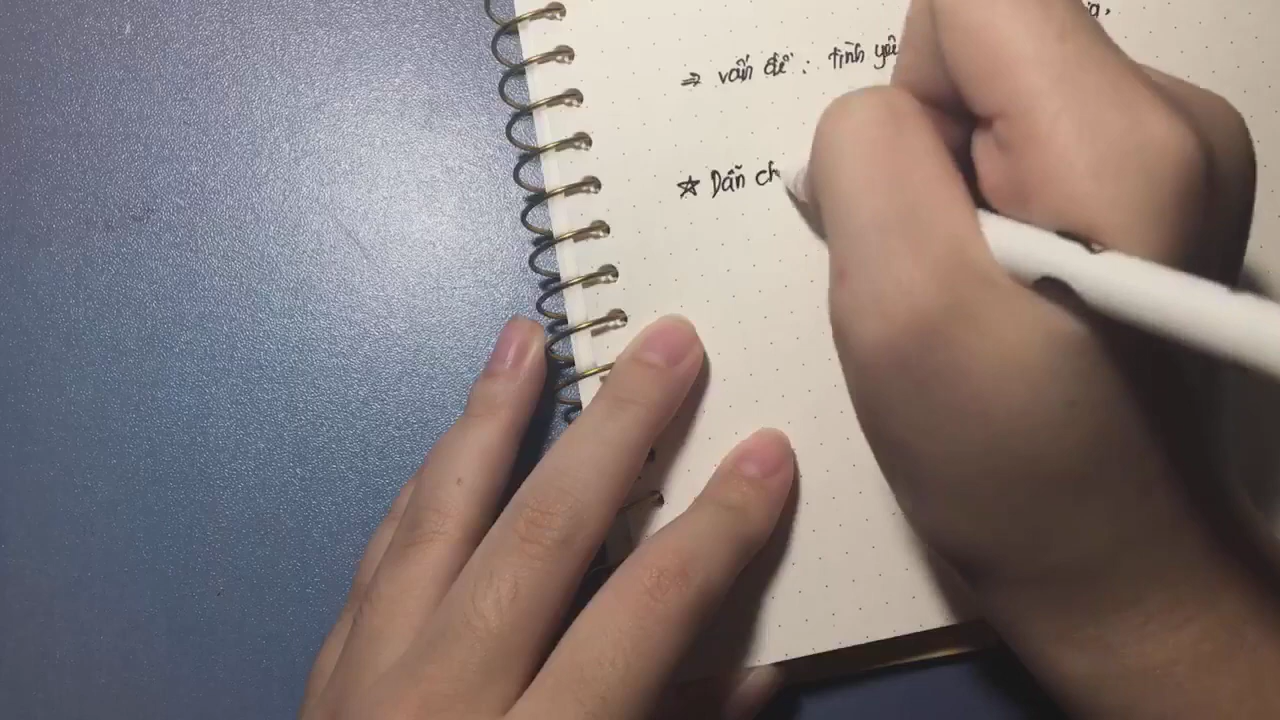 ⇒ vấn đề: tình yêu
☆ Dẫn ch